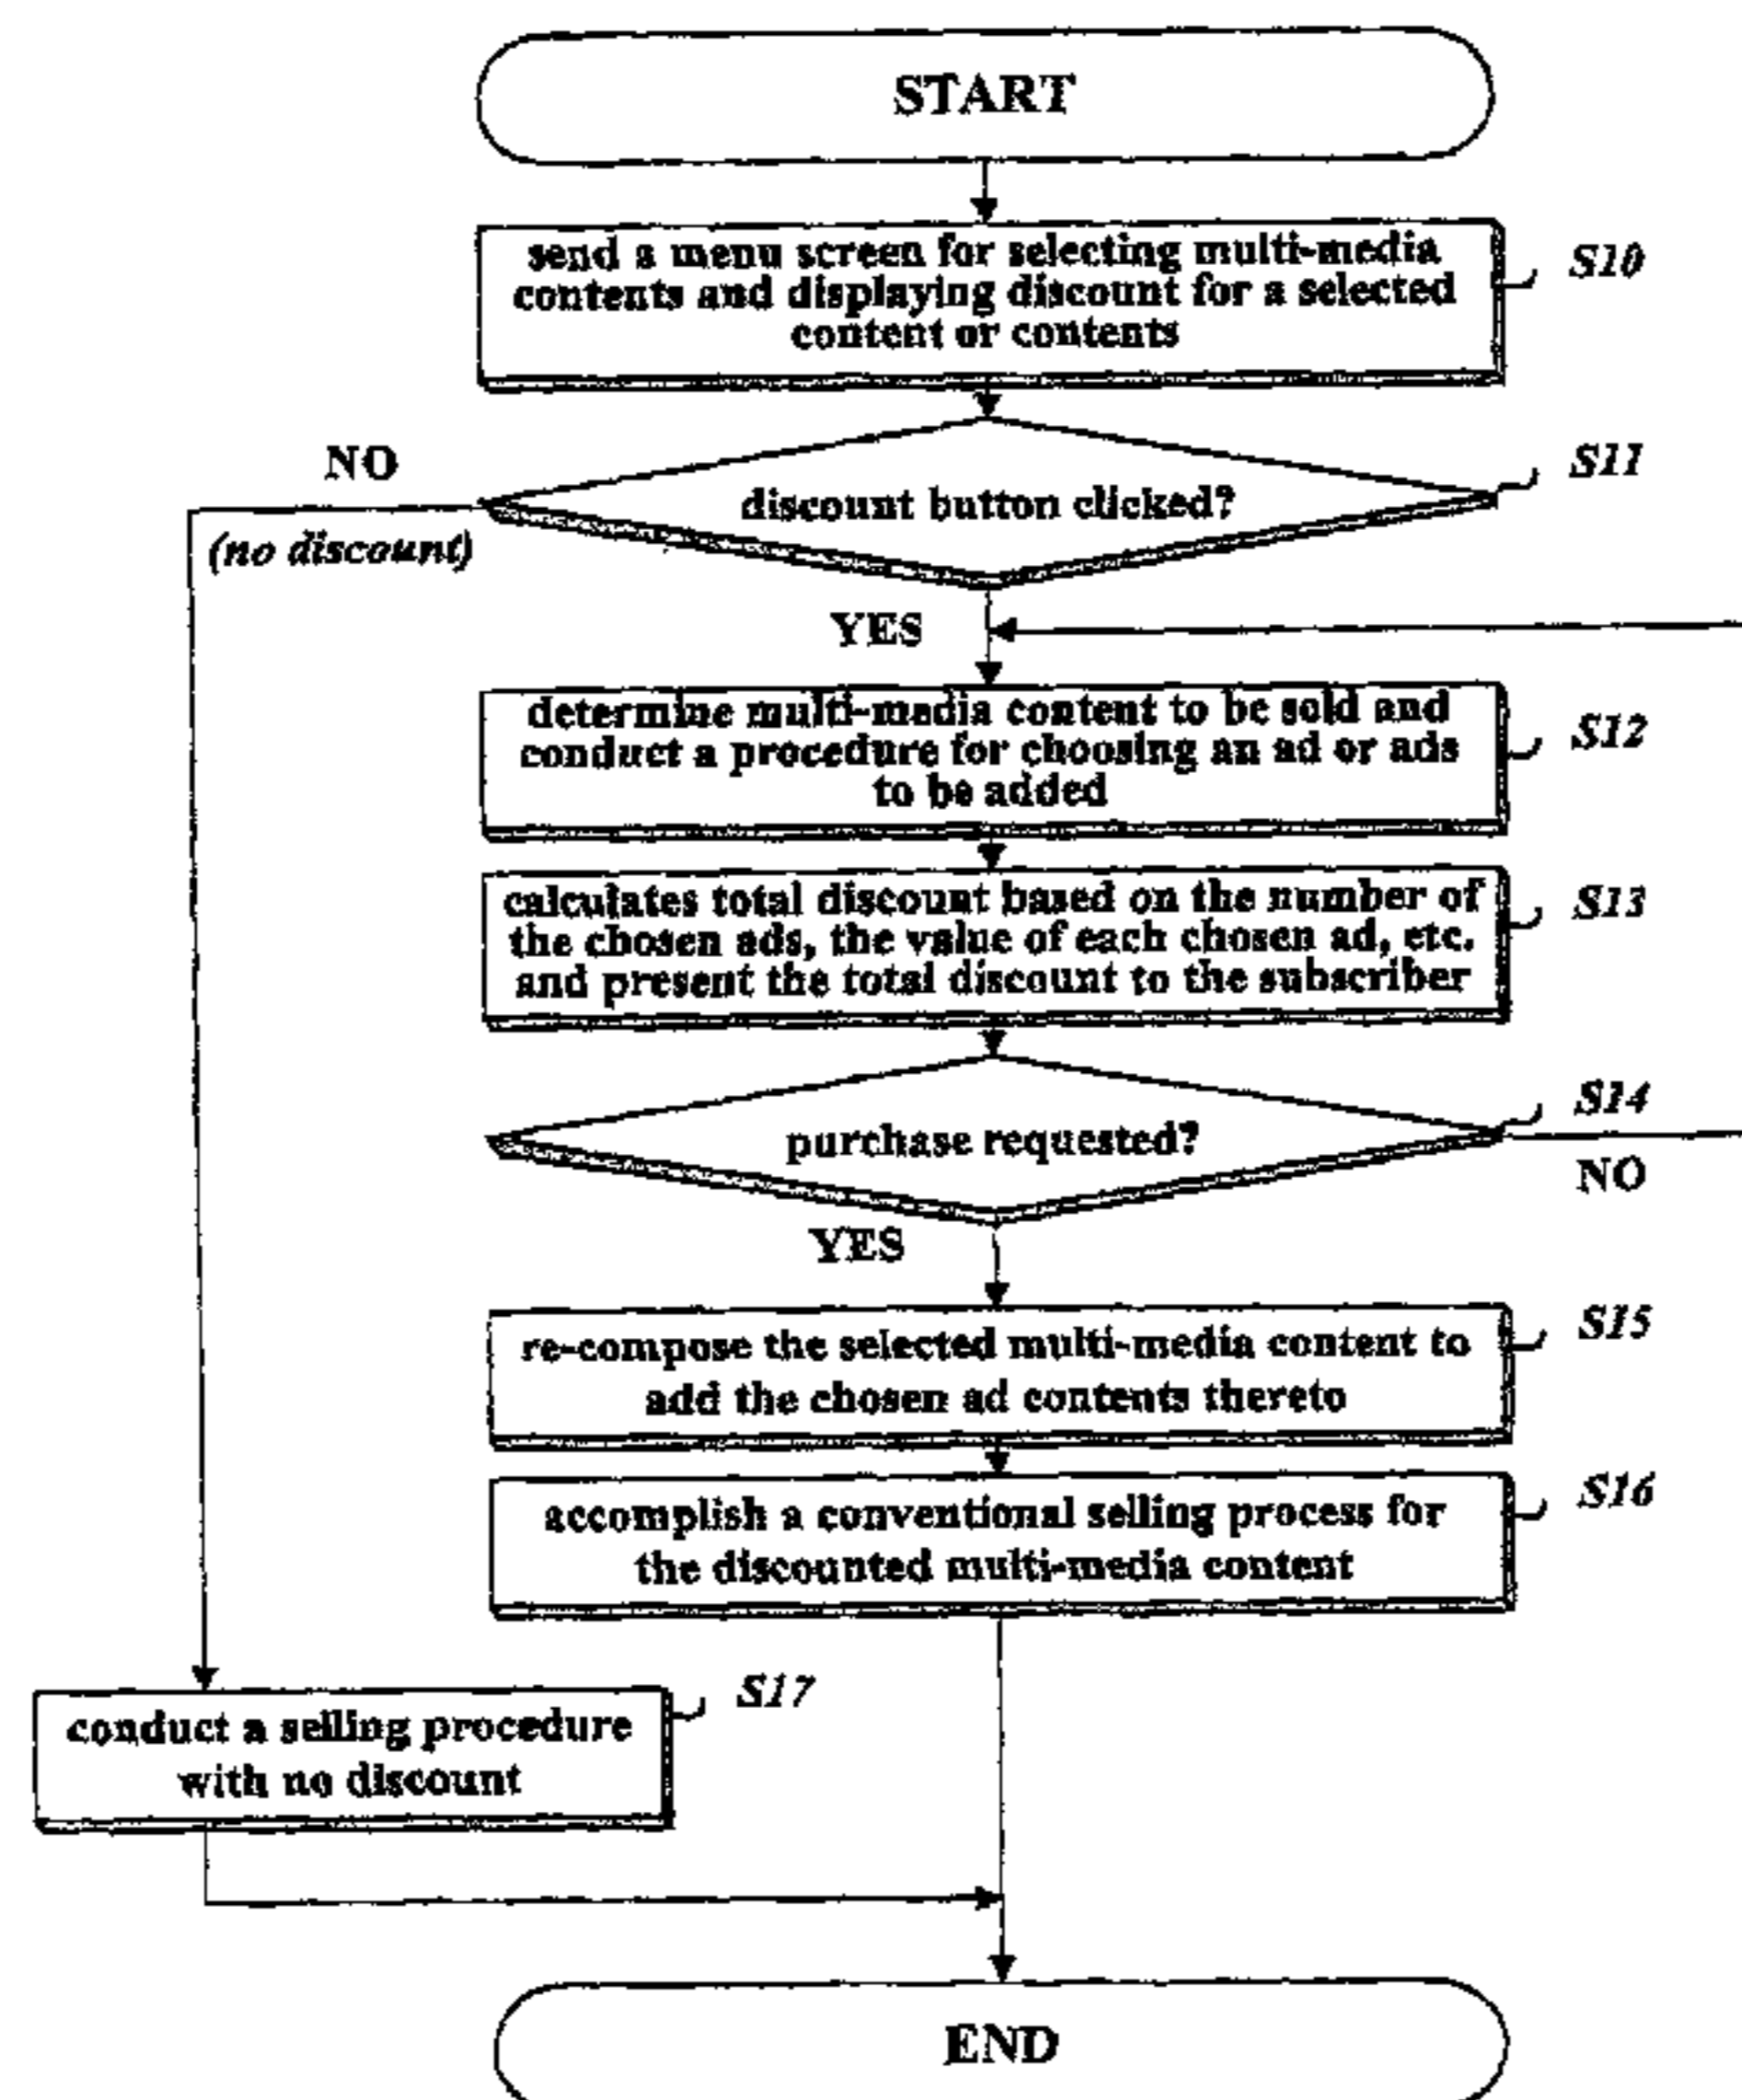 START
send a menu screen for selecting multi-media
contents and displaying discount for a selected
content or contents
S10
NO
discount button clicked?
S11
(no discount)
YES
determine multi-media content to be sold and
conduct a procedure for choosing an ad or ads
to be added
S12
calculates total discount based on the number of
the chosen ads, the value of each chosen ad, etc.
and present the total discount to the subscriber
S13
purchase requested?
S14
NO
YES
re-compose the selected multi-media content to
add the chosen ad contents thereto
S15
accomplish a conventional selling process for
the discounted multi-media content
S16
conduct a selling procedure
with no discount
S17
END